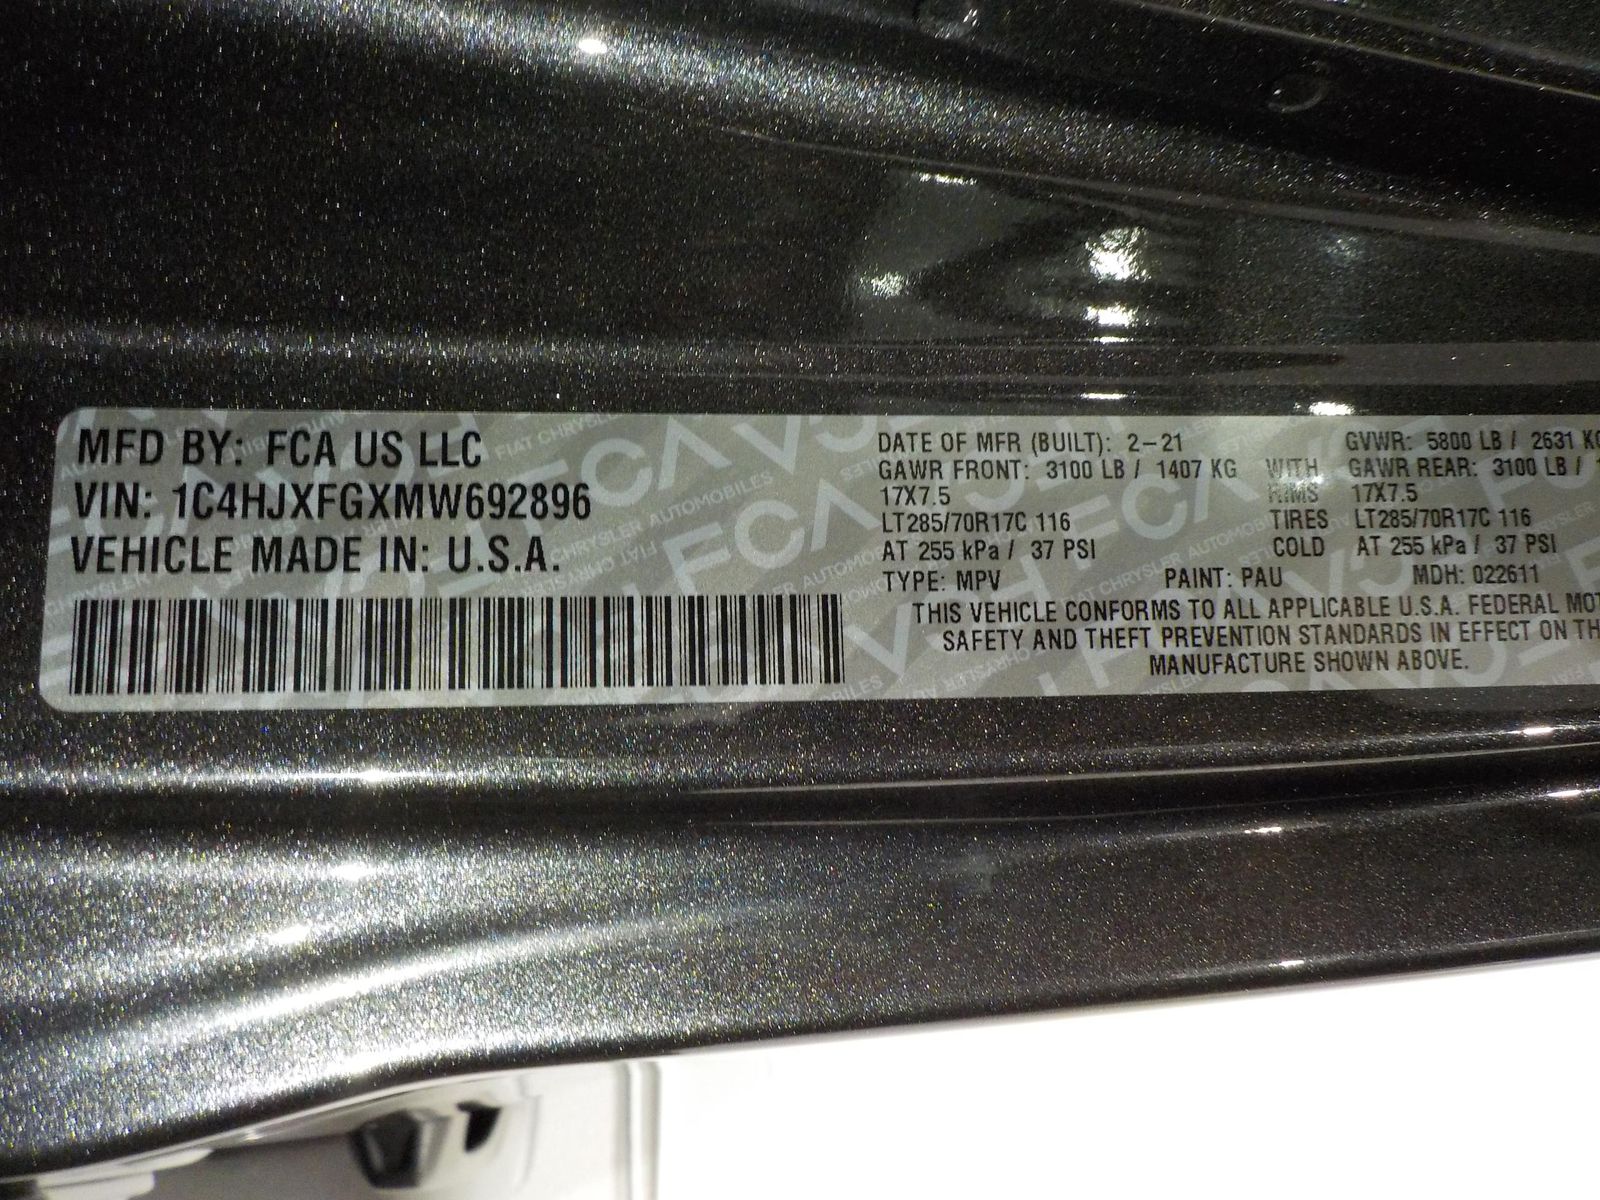 MFD BY: FCA US LLC
VIN: 1C4HJXFGXMW692896
VEHICLE MADE IN: U.S.A.
DATE OF MFR (BUILT): 2-21 GVWR: 5800 LB / 2631 KG
GAWR FRONT: 3100 LB / 1407 KG WITH GAWR REAR: 3100 LB /
17X7.5 RIMS 17X7.5
LT285/70R17C 116 TIRES LT285/70R17C 116
AT 255 kPa / 37 PSI COLD AT 255 kPa / 37 PSI
TYPE: MPV PAINT: PAU MDH: 022611
THIS VEHICLE CONFORMS TO ALL APPLICABLE U.S.A. FEDERAL
SAFETY AND THEFT PREVENTION STANDARDS IN EFFECT ON
MANUFACTURE SHOWN ABOVE.